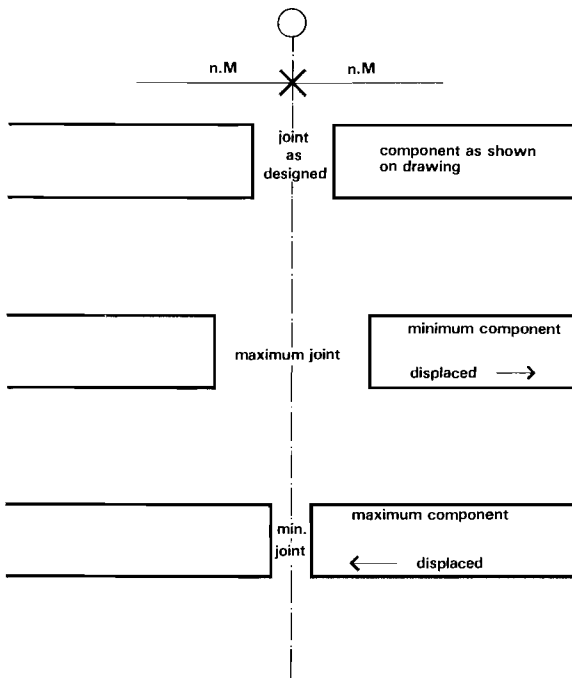 n.M n.M
joint
as
designed
component as shown
on drawing
minimum component
maximum joint
displaced
maximum component
min.
joint
displaced